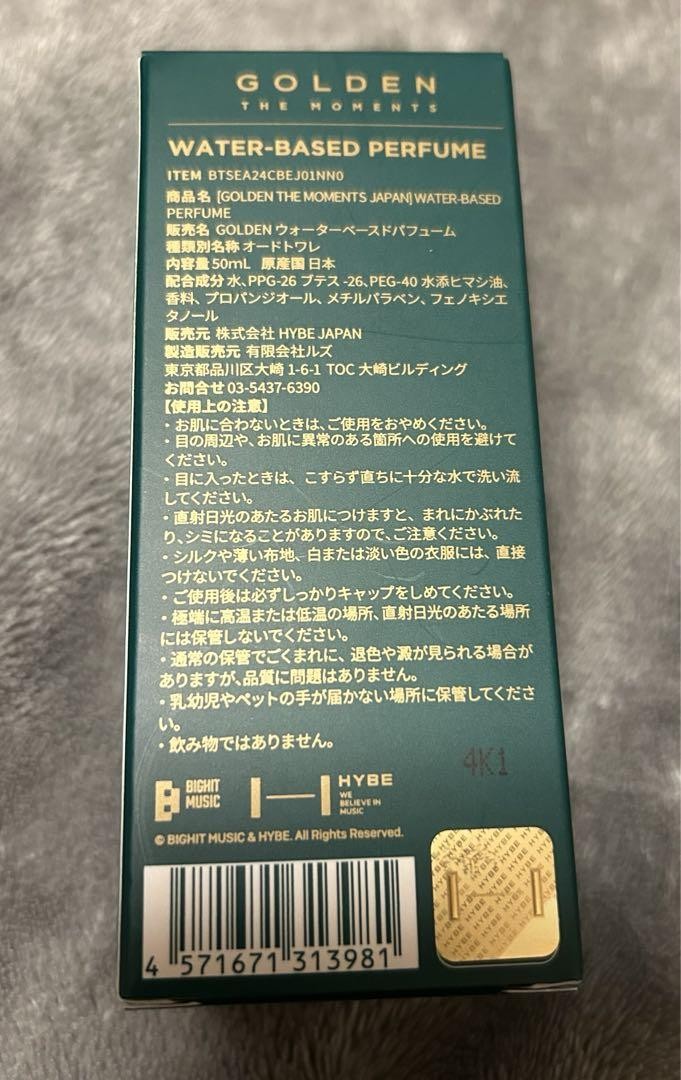 GOLDEN
THE MOMENTS
WATER-BASED PERFUME
ITEM BTSEA24CBEJ01NN0
商品名 [GOLDEN THE MOMENTS JAPAN] WATER-BASED
PERFUME
販売名 GOLDEN ウォーターベースドパフューム
種類別名称 オードトワレ
内容量 50mL 原産国 日本
配合成分 水、PPG-26 ブテス -26、PEG-40 水添ヒマシ油、
香料、プロパンジオール、メチルパラベン、フェノキシエ
タノール
販売元 株式会社 HYBE JAPAN
製造販売元 有限会社ルズ
東京都品川区大崎 1-6-1 TOC 大崎ビルディング
お問合せ 03-5437-6390
【使用上の注意】
・お肌に合わないときは、ご使用をおやめください。
・目の周辺や、お肌に異常のある箇所への使用を避けて
ください。
・目に入ったときは、こすらず直ちに十分な水で洗い流
してください。
・直射日光のあたるお肌につけますと、まれにかぶれた
り、シミになることがありますので、ご注意ください。
・シルクや薄い布地、白または淡い色の衣服には、直接
つけないでください。
・ご使用後は必ずしっかりキャップをしめてください。
・極端に高温または低温の場所、直射日光のあたる場所
には保管しないでください。
・通常の保管でごくまれに、退色や澱が見られる場合が
ありますが、品質に問題はありません。
・乳幼児やペットの手が届かない場所に保管してくださ
い。
・飲み物ではありません。
4K1
BIGHIT
MUSIC
HYBE
WE
BELIEVE IN
MUSIC
© BIGHIT MUSIC & HYBE. All Rights Reserved.
4 571671 313981
HYBE HYBE HYBE